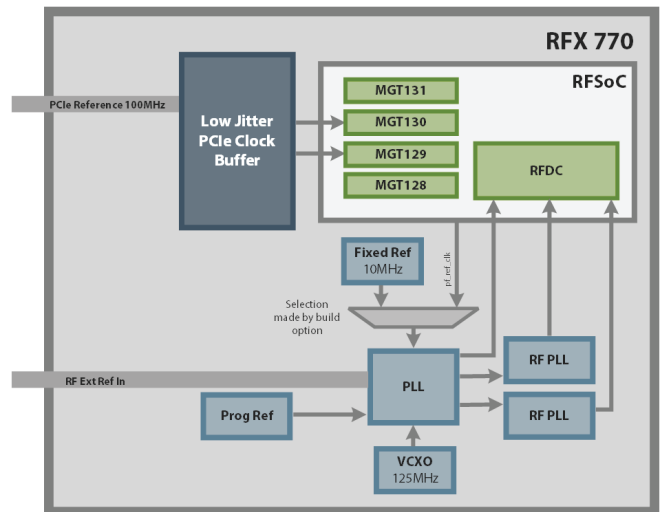 RFX 770
RFSoC
PCIe Reference 100MHz
Low Jitter
PCIe Clock
Buffer
MGT131
MGT130
MGT129
MGT128
RFDC
Fixed Ref
10MHz
pf_ref_clk
Selection
made by build
option
RF Ext Ref In
PLL
RF PLL
Prog Ref
RF PLL
VCXO
125MHz